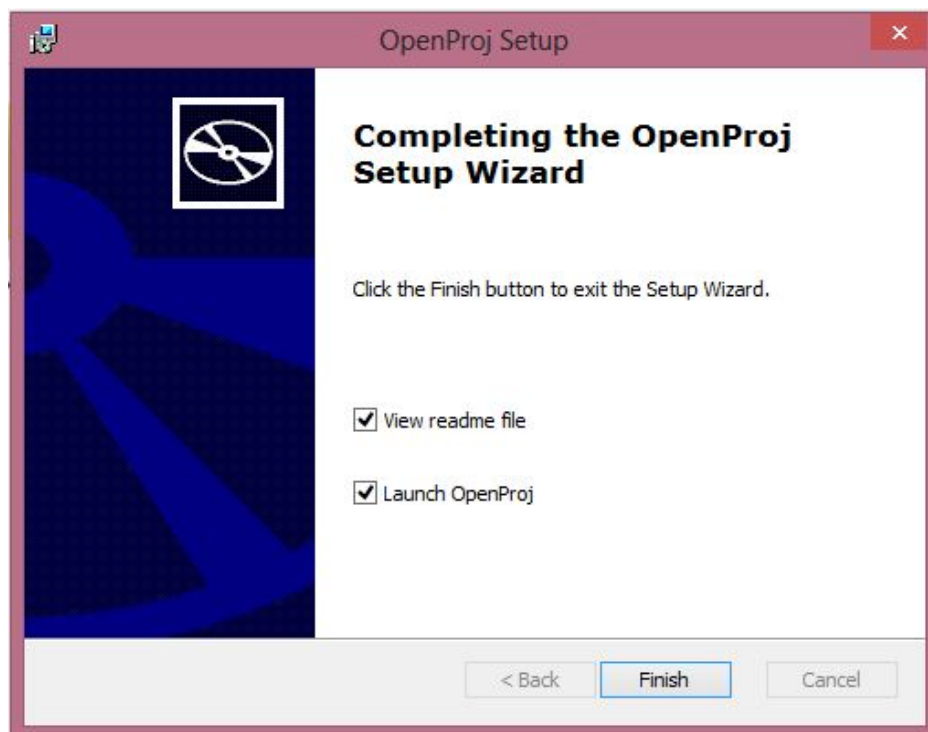 OpenProj Setup
Completing the OpenProj
Setup Wizard
Click the Finish button to exit the Setup Wizard.
View readme file
Launch OpenProj
< Back Finish Cancel